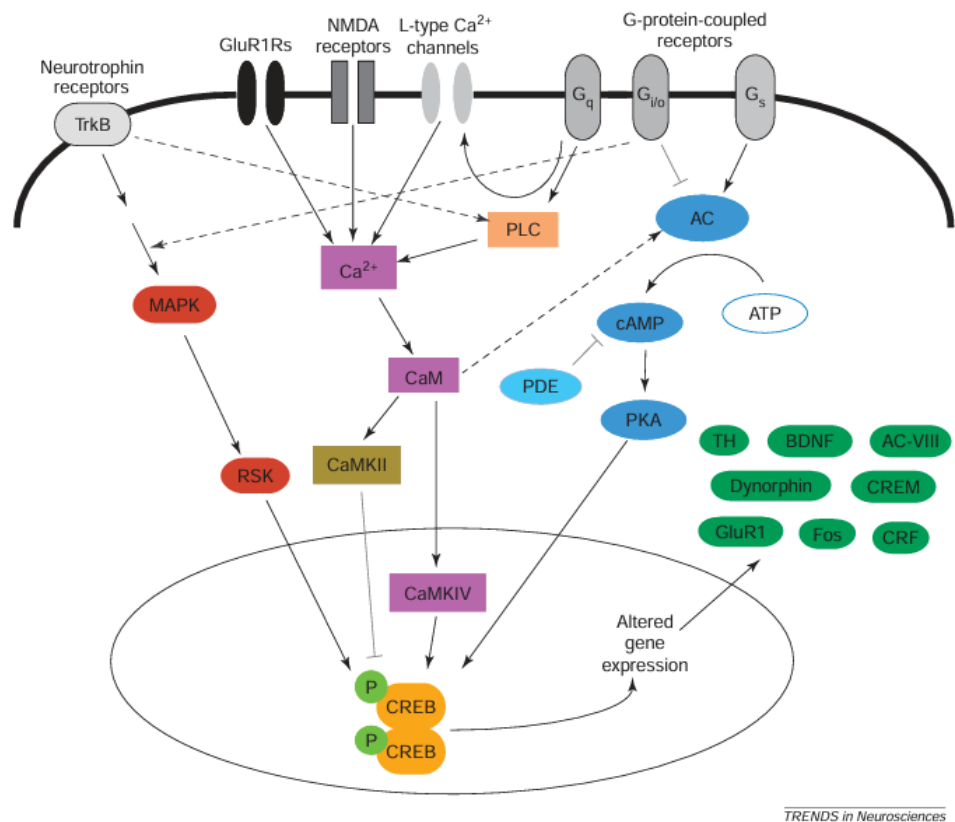 Neurotrophin
receptors
GluR1Rs
NMDA
receptors
L-type Ca²⁺
channels
G-protein-coupled
receptors
TrkB
Gq
Gi/o
Gs
PLC
AC
Ca²⁺
MAPK
cAMP
ATP
CaM
PDE
PKA
CaMKII
RSK
TH
BDNF
AC-VIII
Dynorphin
CREM
GluR1
Fos
CRF
CaMKIV
Altered
gene
expression
P
CREB
P
CREB
TRENDS in Neurosciences